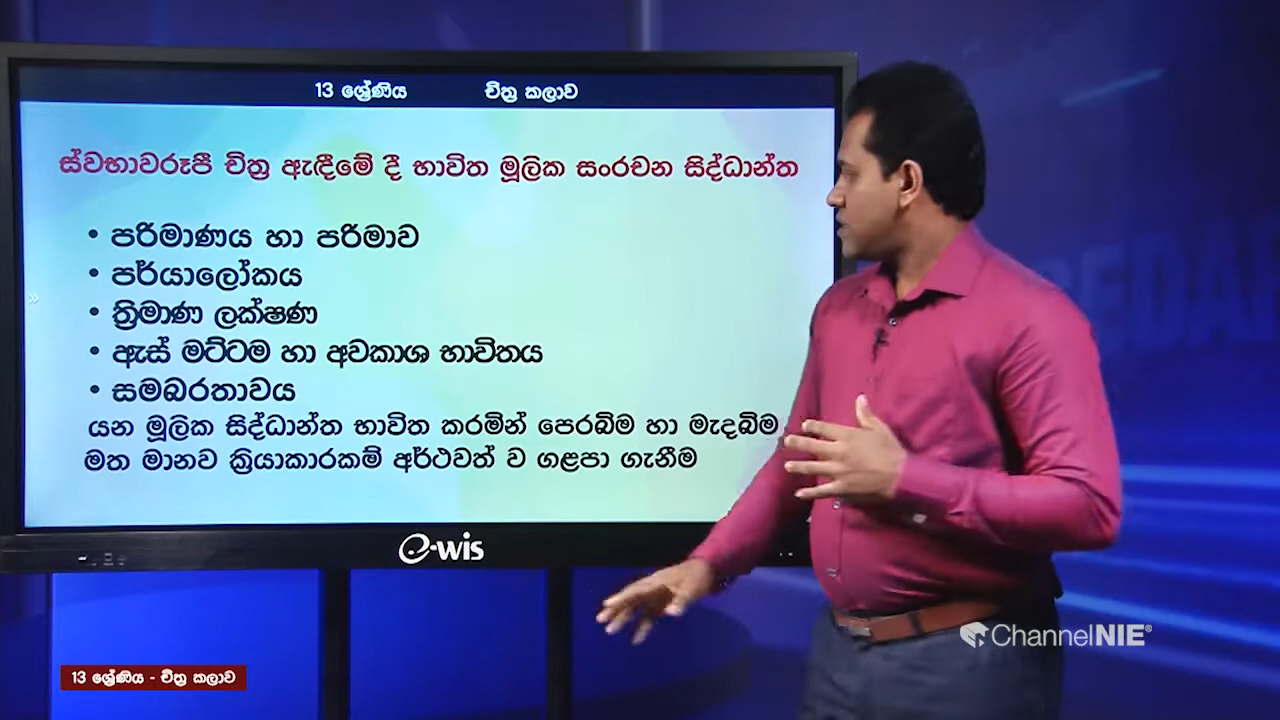 13 ශ්‍රේණිය චිත්‍ර කලාව
ස්වභාවරූපී චිත්‍ර ඇඳීමේ දී භාවිත මූලික සංරචන සිද්ධාන්ත
• පරිමාණය හා පරිමාව
• පර්යාලෝකය
• ත්‍රිමාණ ලක්ෂණ
• ඇස් මට්ටම හා අවකාශ භාවිතය
• සමබරතාවය
යන මූලික සිද්ධාන්ත භාවිත කරමින් පෙරබිම හා මැදබිම
මත මානව ක්‍රියාකාරකම් අර්ථවත් ව ගළපා ගැනීම
e-wis
ChannelNIE®
13 ශ්‍රේණිය - චිත්‍ර කලාව